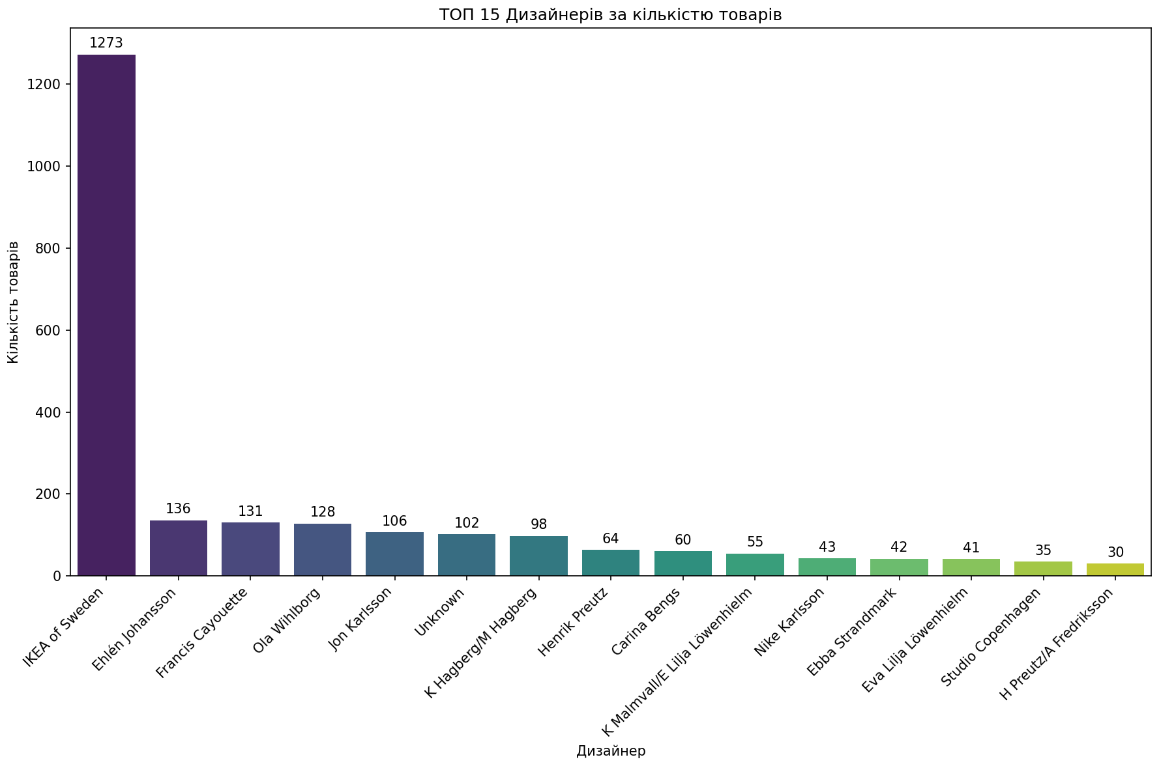 ТОП 15 Дизайнерів за кількістю товарів
Кількість товарів
1200
1000
800
600
400
200
0
1273
136
131
128
106
102
98
64
60
55
43
42
41
35
30
IKEA of Sweden
Ehlén Johansson
Francis Cayouette
Ola Wihlborg
Jon Karlsson
Unknown
K Hagberg/M Hagberg
Henrik Preutz
Carina Bengs
K Malmvall/E Lilja Löwenhielm
Nike Karlsson
Ebba Strandmark
Eva Lilja Löwenhielm
Studio Copenhagen
H Preutz/A Fredriksson
Дизайнер